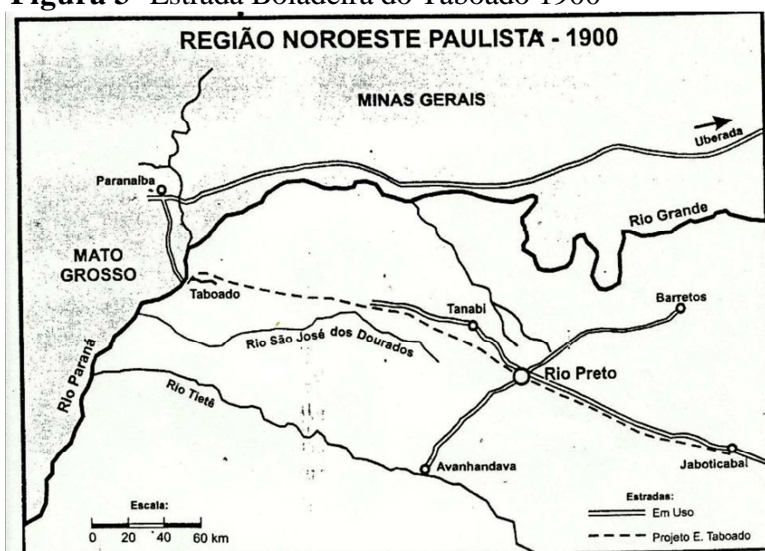 Figura 3- Estrada Boiadeira do Taboado 1900
REGIÃO NOROESTE PAULISTA - 1900
MINAS GERAIS
Uberada
Paranaíba
Rio Grande
MATO
GROSSO
Taboado
Tanabi
Barretos
Rio São José dos Dourados
Rio Preto
Rio Paraná
Rio Tietê
Avanhandava
Jaboticabal
Escala:
0 20 40 60 km
Estradas:
Em Uso
Projeto E. Taboado